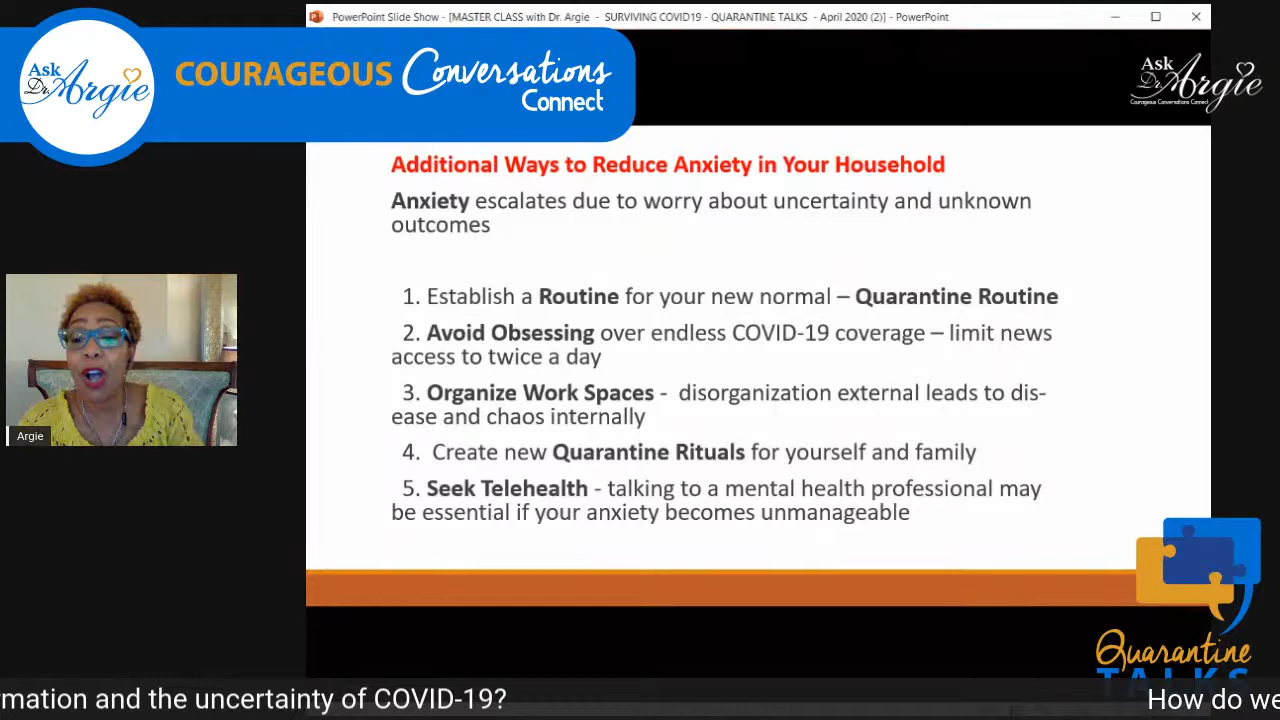 PowerPoint Slide Show - [MASTER CLASS with Dr. Argie - SURVIVING COVID19 - QUARANTINE TALKS - April 2020 (2)] - PowerPoint
Ask
Dr. Argie
COURAGEOUS Conversations
Connect
Ask
Dr. Argie
Courageous Conversations Connect
Additional Ways to Reduce Anxiety in Your Household
Anxiety escalates due to worry about uncertainty and unknown
outcomes
1. Establish a Routine for your new normal – Quarantine Routine
2. Avoid Obsessing over endless COVID-19 coverage – limit news
access to twice a day
3. Organize Work Spaces - disorganization external leads to dis-
ease and chaos internally
4. Create new Quarantine Rituals for yourself and family
5. Seek Telehealth - talking to a mental health professional may
be essential if your anxiety becomes unmanageable
Argie
Quarantine
TALKS
rmation and the uncertainty of COVID-19? How do we